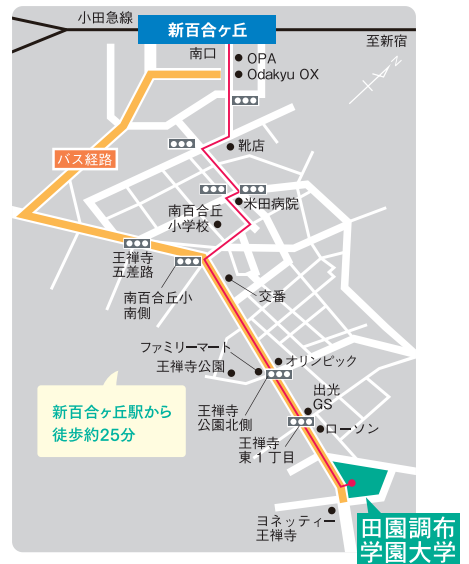 小田急線
新百合ヶ丘
至新宿
南口
OPA
Odakyu OX
N
靴店
バス経路
米田病院
南百合丘
小学校
王禅寺
五差路
南百合丘小
南側
交番
ファミリーマート
オリンピック
王禅寺公園
出光
GS
王禅寺
公園北側
ローソン
王禅寺
東1丁目
新百合ヶ丘駅から
徒歩約25分
ヨネッティー
王禅寺
田園調布
学園大学